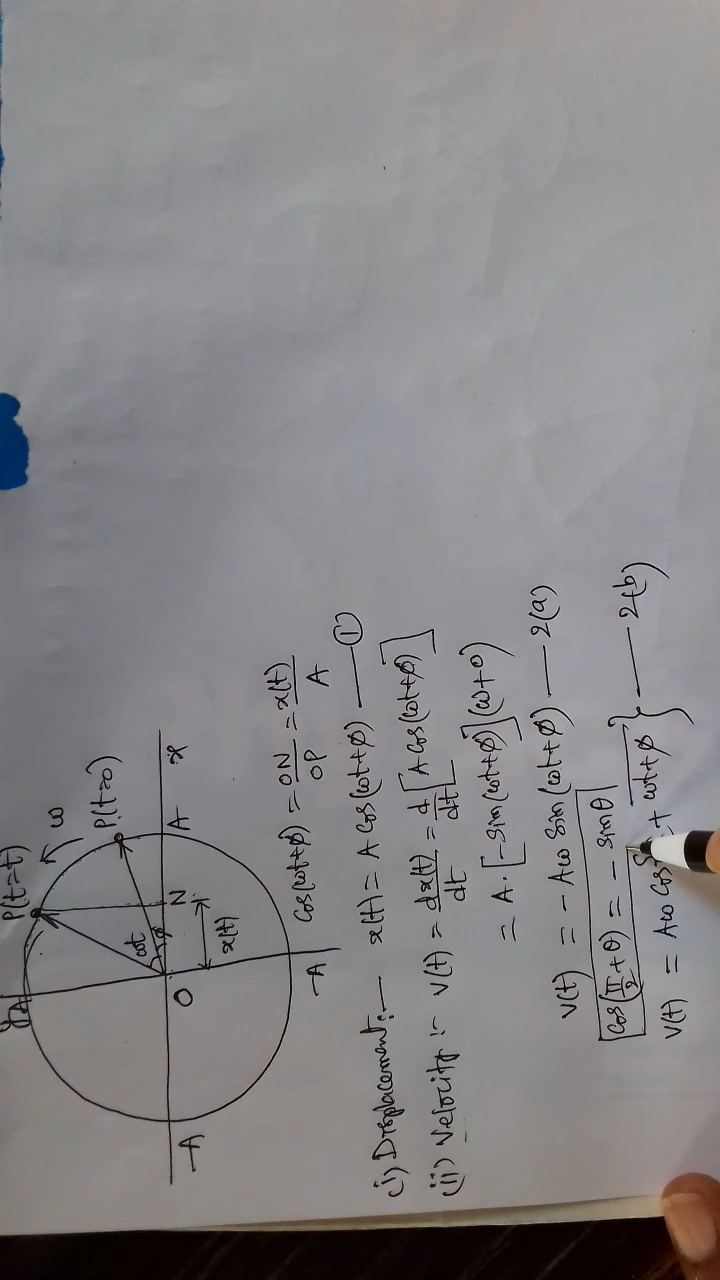 y
A
P(t=t)
ω
P(t=0)
ωt
φ
-A
O
N
A
x
x(t)
-A
Cos(ωt+φ) = ON/OP = x(t)/A
(i) Displacement:— x(t) = A Cos(ωt+φ) — ①
(ii) Velocity :- V(t) = dx(t)/dt = d/dt [A Cos(ωt+φ)]
= A·[-Sin(ωt+φ)](ω+0)
V(t) = -Aω Sin(ωt+φ) — 2(a)
Cos(π/2+θ) = - Sinθ
V(t) = Aω Cos{ + ωt+φ} — 2(b)